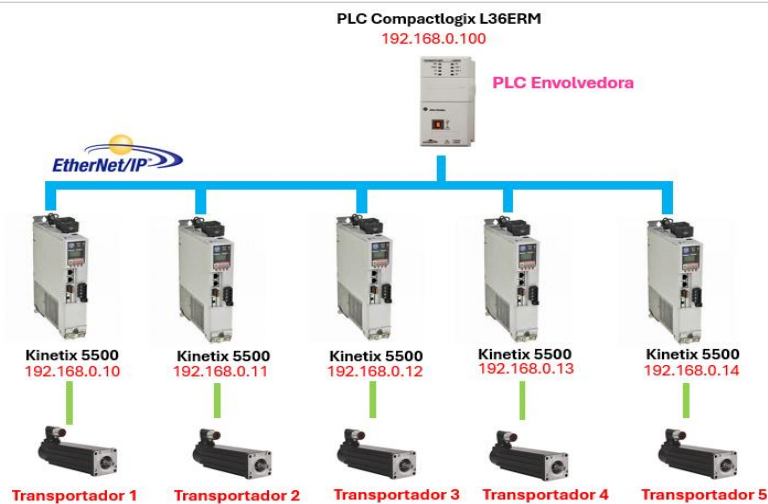 PLC Compactlogix L36ERM
192.168.0.100
PLC Envolvedora
EtherNet/IP
Kinetix 5500
192.168.0.10
Kinetix 5500
192.168.0.11
Kinetix 5500
192.168.0.12
Kinetix 5500
192.168.0.13
Kinetix 5500
192.168.0.14
Transportador 1
Transportador 2
Transportador 3
Transportador 4
Transportador 5